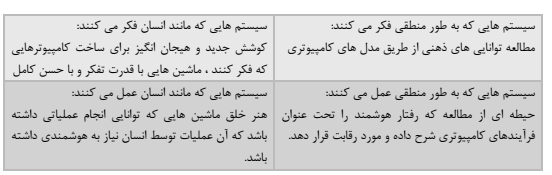 سیستم هایی که مانند انسان فکر می کنند:
کوشش جدید و هیجان انگیز برای ساخت کامپیوترهایی
که فکر کنند ، ماشین هایی با قدرت تفکر و با حسن کامل
سیستم هایی که به طور منطقی فکر می کنند:
مطالعه توانایی های ذهنی از طریق مدل های کامپیوتری
سیستم هایی که مانند انسان عمل می کنند:
هنر خلق ماشین هایی که توانایی انجام عملیاتی داشته
باشد که آن عملیات توسط انسان نیاز به هوشمندی داشته
باشد.
سیستم هایی که به طور منطقی عمل می کنند:
حیطه ای از مطالعه که رفتار هوشمند را تحت عنوان
فرآیندهای کامپیوتری شرح داده و مورد رقابت قرار دهد.